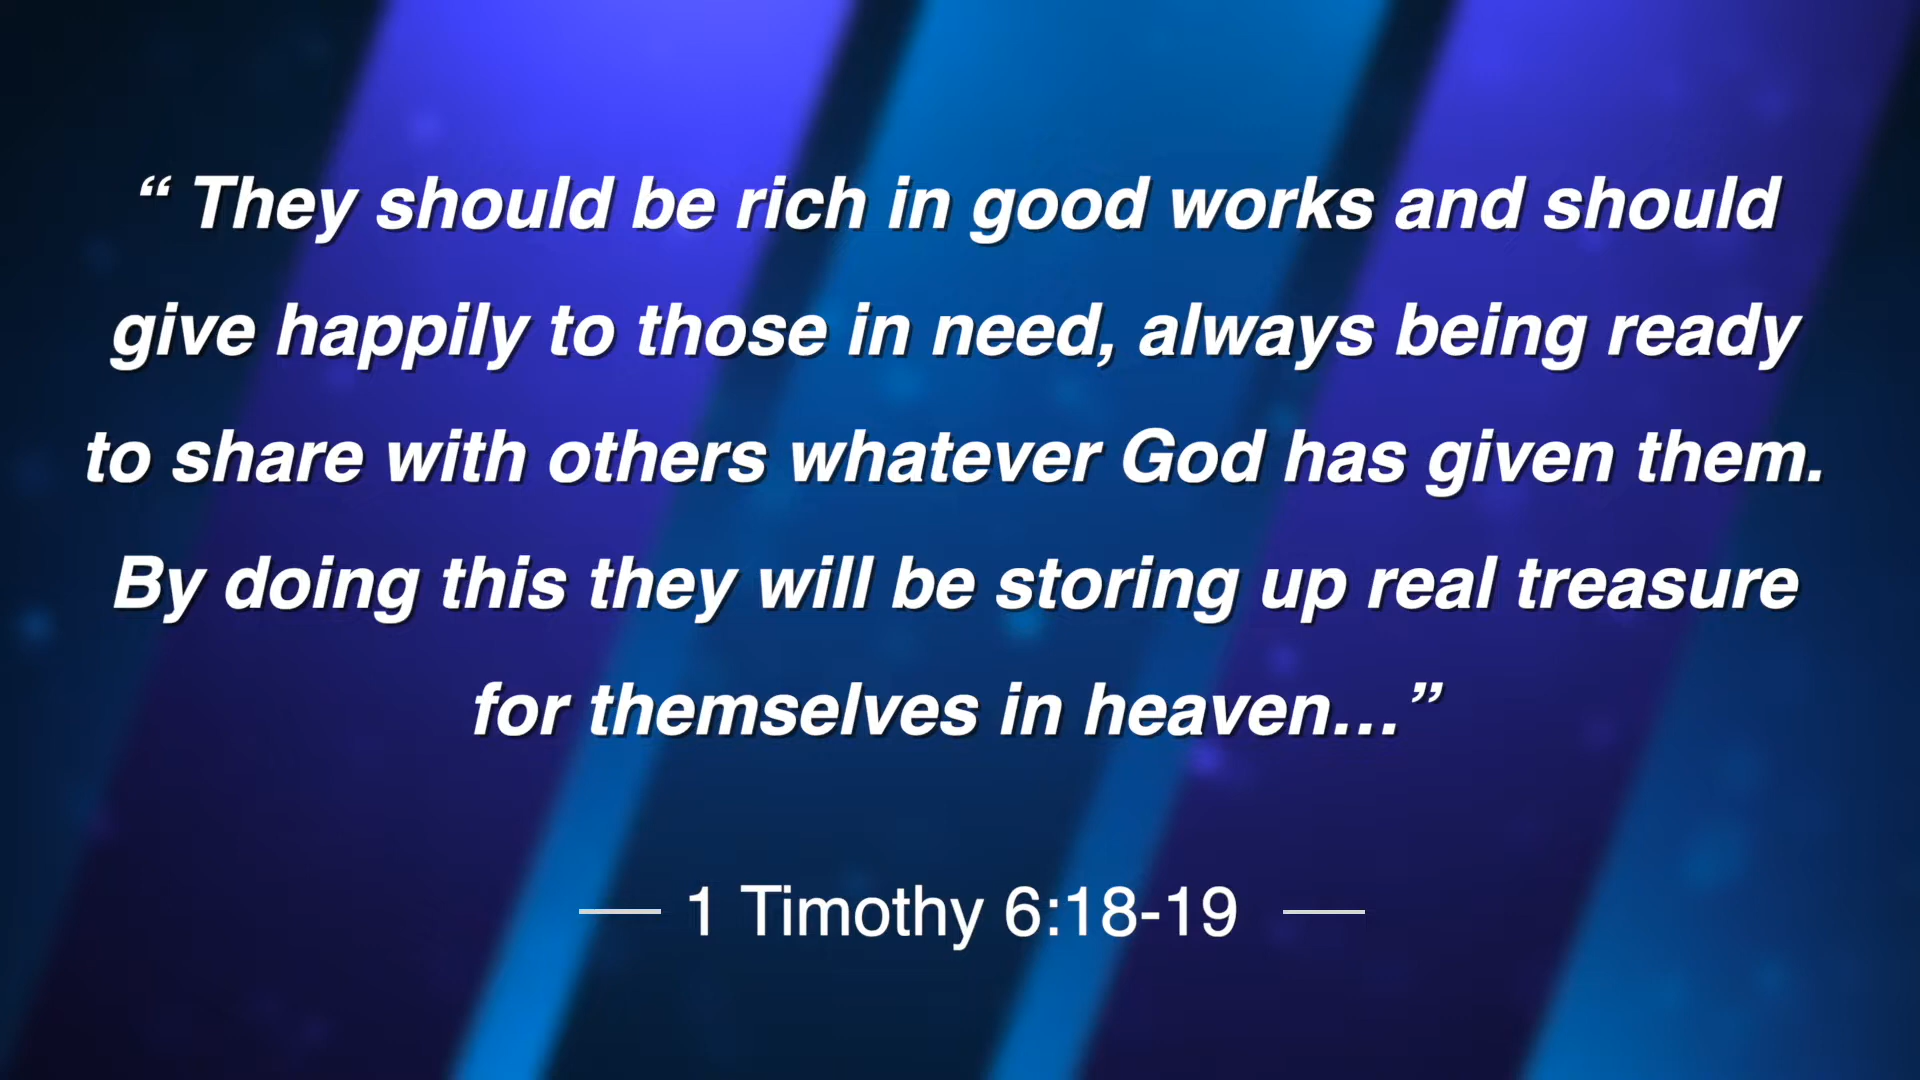 “ They should be rich in good works and should
give happily to those in need, always being ready
to share with others whatever God has given them.
By doing this they will be storing up real treasure
for themselves in heaven…”
— 1 Timothy 6:18-19 —